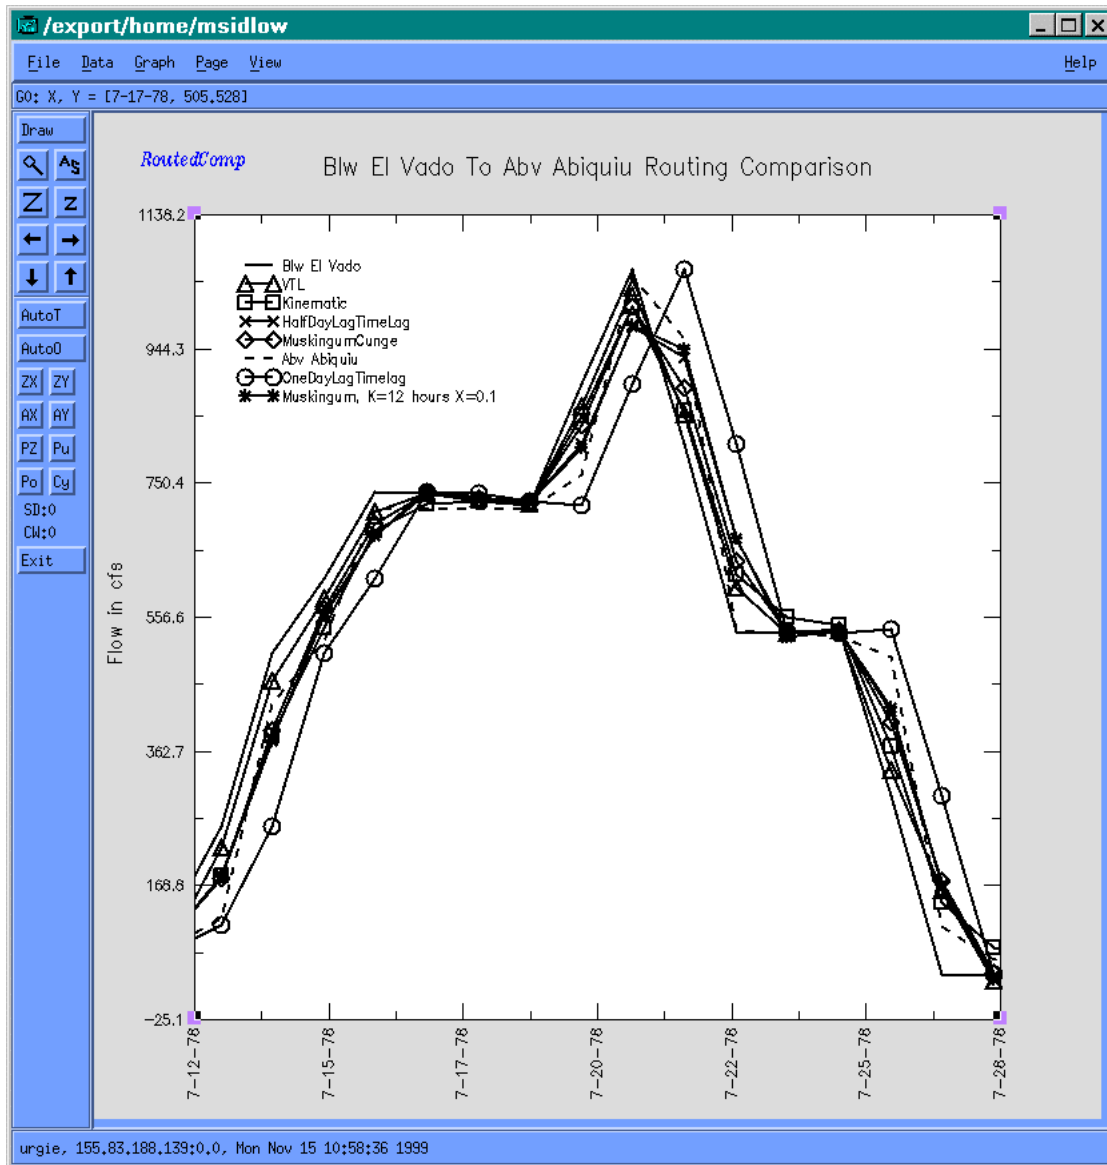 /export/home/msidlow
File Data Graph Page View Help
G0: X, Y = [7-17-78, 505.528]
Draw
A S
Z z
AutoT
AutoO
ZX ZY
AX AY
PZ Pu
Po Cy
SD:0
CW:0
Exit
RoutedComp
Blw El Vado To Abv Abiquiu Routing Comparison
1138.2
944.3
750.4
556.6
362.7
168.8
-25.1
Flow in cfs
Blw El Vado
VTL
Kinematic
HalfDayLagTimeLag
MuskingumCunge
Abv Abiquiu
OneDayLagTimelag
Muskingum, K=12 hours X=0.1
7-12-78
7-15-78
7-17-78
7-20-78
7-22-78
7-25-78
7-28-78
urgie, 155.83.188.139:0.0, Mon Nov 15 10:58:36 1999